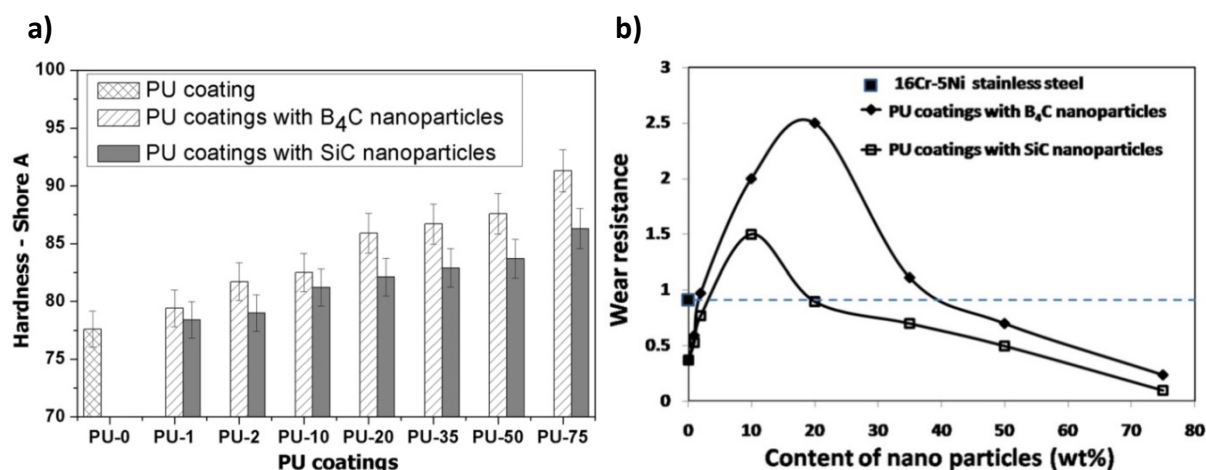 a)
100
95
90
85
80
75
70
Hardness - Shore A
PU coating
PU coatings with B₄C nanoparticles
PU coatings with SiC nanoparticles
PU-0 PU-1 PU-2 PU-10 PU-20 PU-35 PU-50 PU-75
PU coatings
b)
3
2.5
2
1.5
1
0.5
0
Wear resistance
16Cr-5Ni stainless steel
PU coatings with B₄C nanoparticles
PU coatings with SiC nanoparticles
0 10 20 30 40 50 60 70 80
Content of nano particles (wt%)